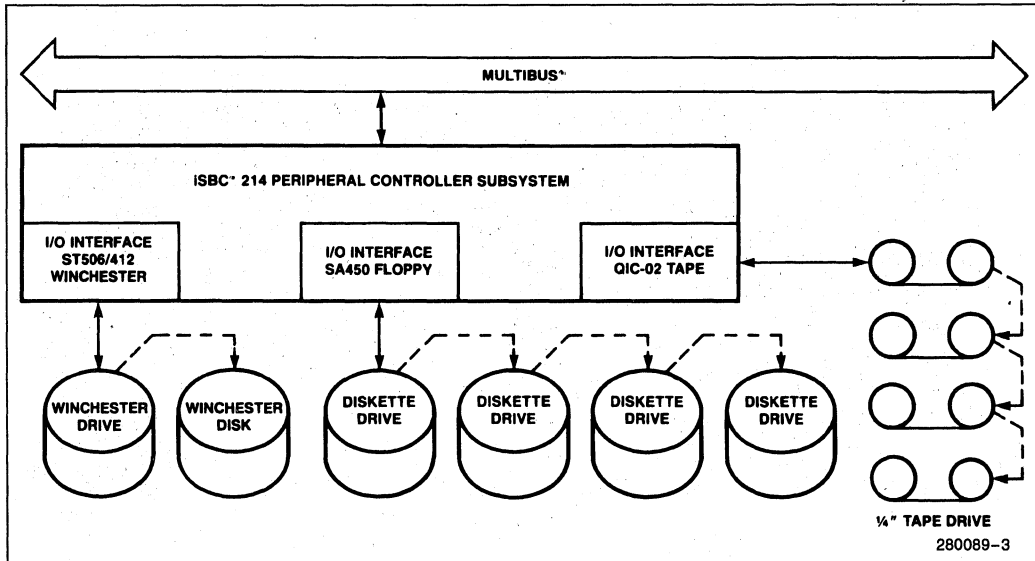 MULTIBUS*
iSBC* 214 PERIPHERAL CONTROLLER SUBSYSTEM
I/O INTERFACE
ST506/412
WINCHESTER
I/O INTERFACE
SA450 FLOPPY
I/O INTERFACE
QIC-02 TAPE
WINCHESTER
DRIVE
WINCHESTER
DISK
DISKETTE
DRIVE
DISKETTE
DRIVE
DISKETTE
DRIVE
DISKETTE
DRIVE
¼" TAPE DRIVE
280089-3